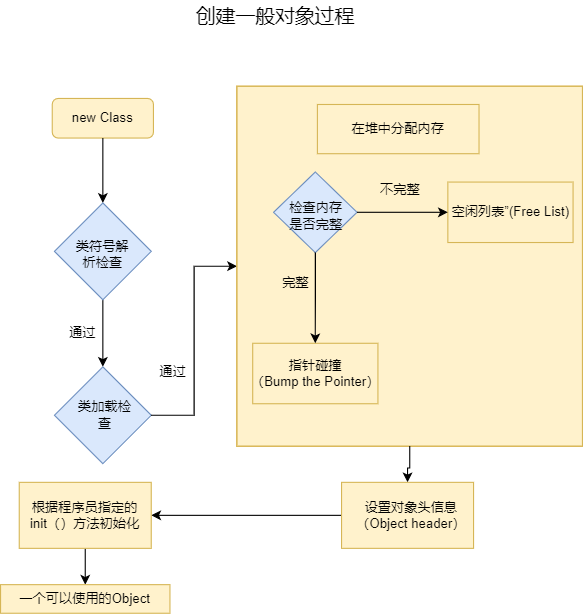 创建一般对象过程
new Class
类符号解
析检查
通过
类加载检
查
通过
在堆中分配内存
检查内存
是否完整
不完整
空闲列表”(Free List)
完整
指针碰撞
（Bump the Pointer）
设置对象头信息
（Object header）
根据程序员指定的
init（）方法初始化
一个可以使用的Object